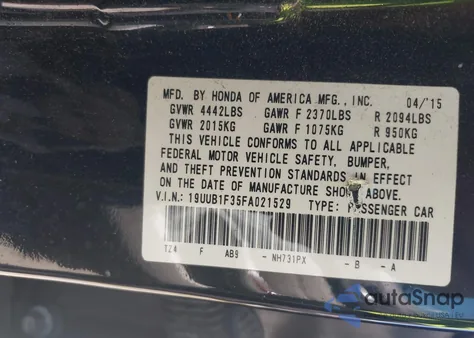 MFD. BY HONDA OF AMERICA MFG., INC. 04/'15
GVWR 4442LBS GAWR F 2370LBS R 2094LBS
GVWR 2015KG GAWR F 1075KG R 950KG
THIS VEHICLE CONFORMS TO ALL APPLICABLE
FEDERAL MOTOR VEHICLE SAFETY, BUMPER,
AND THEFT PREVENTION STANDARDS IN EFFECT
ON THE DATE OF MANUFACTURE SHOWN ABOVE.
V.I.N.: 19UUB1F35FA021529 TYPE: PASSENGER CAR
TZ4 F AB9 - NH731PX - B - A
autoSnap